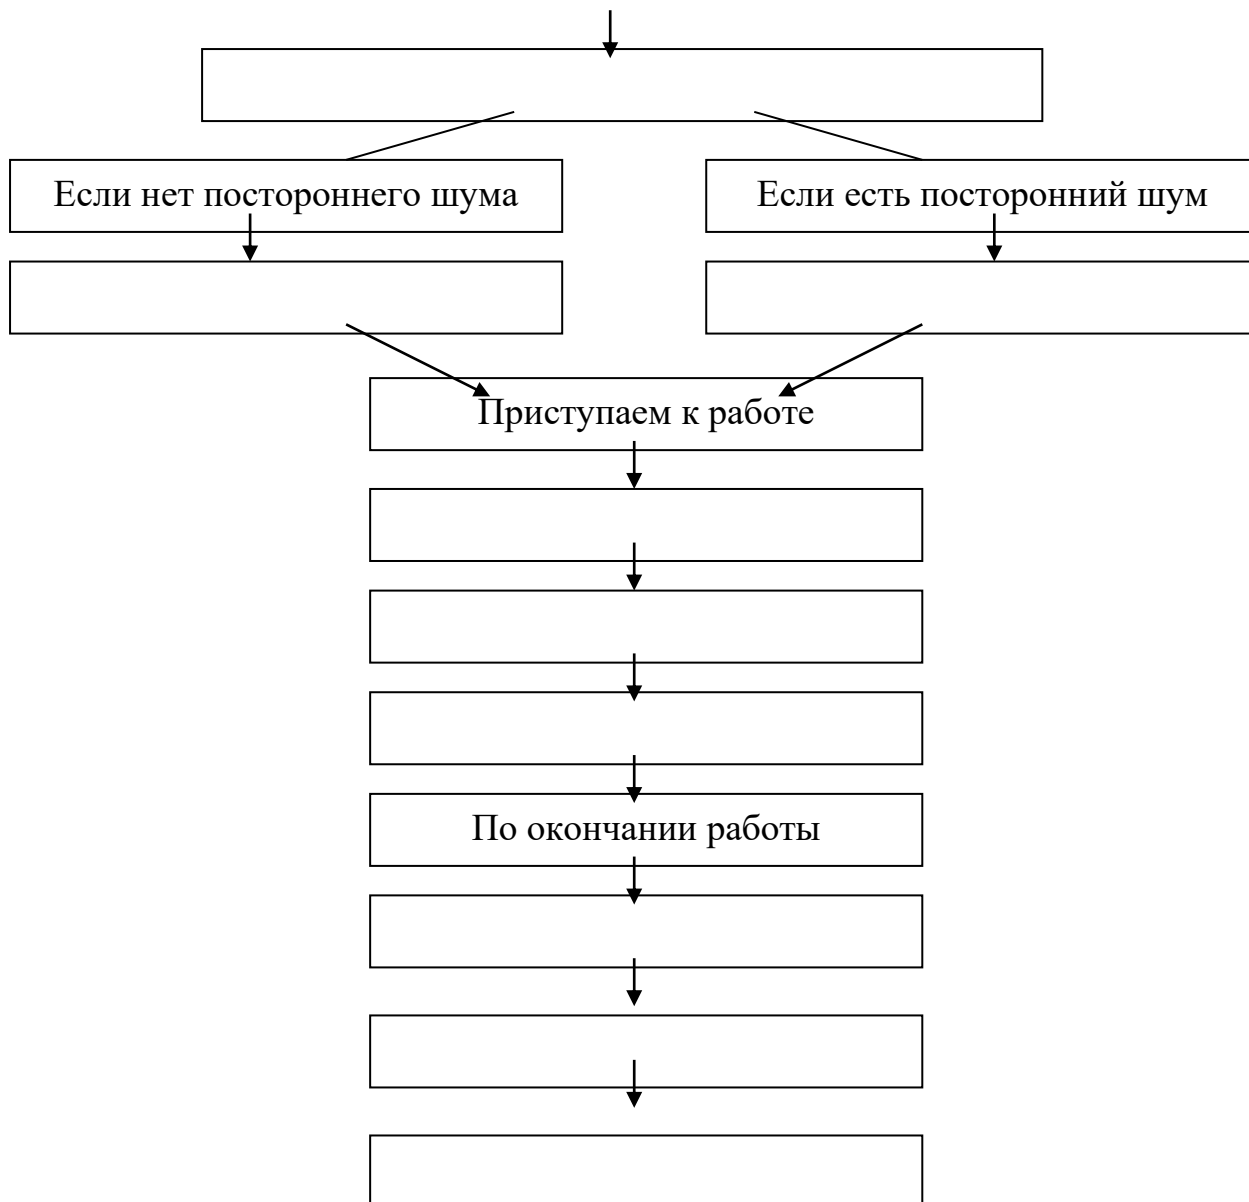 Если нет постороннего шума
Если есть посторонний шум
Приступаем к работе
По окончании работы